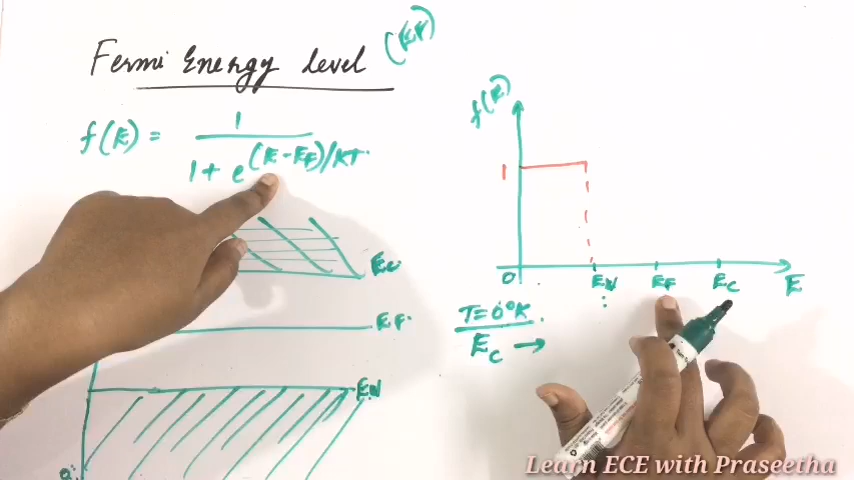 Fermi Energy level (EF)
f(E) = 1
1 + e^(E-EF)/KT
Ec
EF
EV
0
f(E)
1
0 EV EF EC E
T=0°K
EC →
Learn ECE with Praseetha